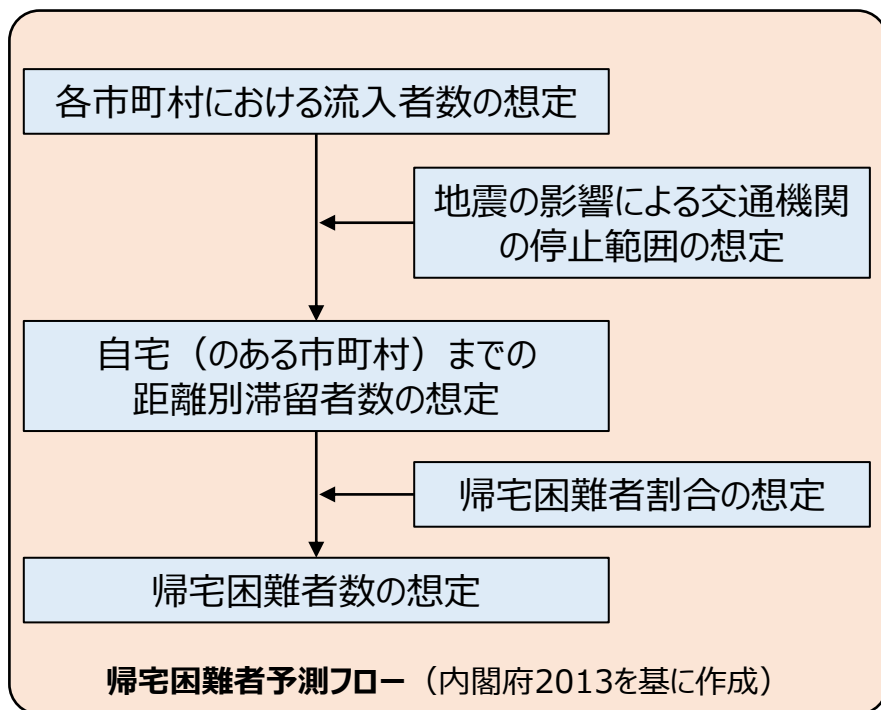 各市町村における流入者数の想定
地震の影響による交通機関
の停止範囲の想定
自宅（のある市町村）までの
距離別滞留者数の想定
帰宅困難者割合の想定
帰宅困難者数の想定
帰宅困難者予測フロー（内閣府2013を基に作成）